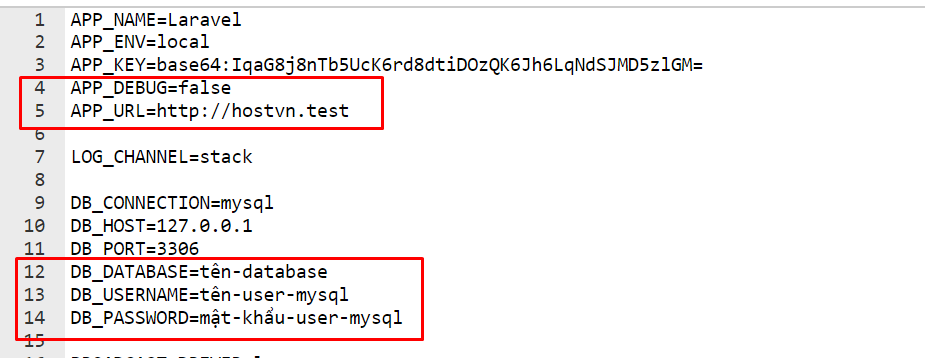 1 APP_NAME=Laravel
2 APP_ENV=local
3 APP_KEY=base64:IqaG8j8nTb5UcK6rd8dtiDOzQK6Jh6LqNdSJMD5zlGM=
4 APP_DEBUG=false
5 APP_URL=http://hostvn.test
6
7 LOG_CHANNEL=stack
8
9 DB_CONNECTION=mysql
10 DB_HOST=127.0.0.1
11 DB_PORT=3306
12 DB_DATABASE=tên-database
13 DB_USERNAME=tên-user-mysql
14 DB_PASSWORD=mật-khẩu-user-mysql
15